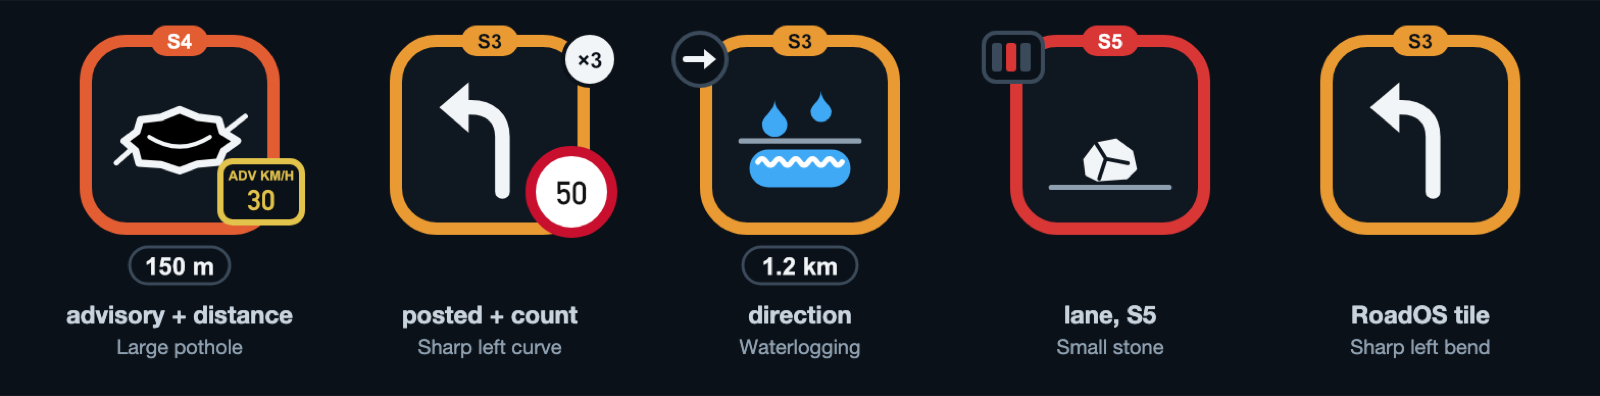 S4
ADV KM/H
30
150 m
advisory + distance
Large pothole
S3
×3
50
posted + count
Sharp left curve
S3
1.2 km
direction
Waterlogging
S5
lane, S5
Small stone
S3
RoadOS tile
Sharp left bend